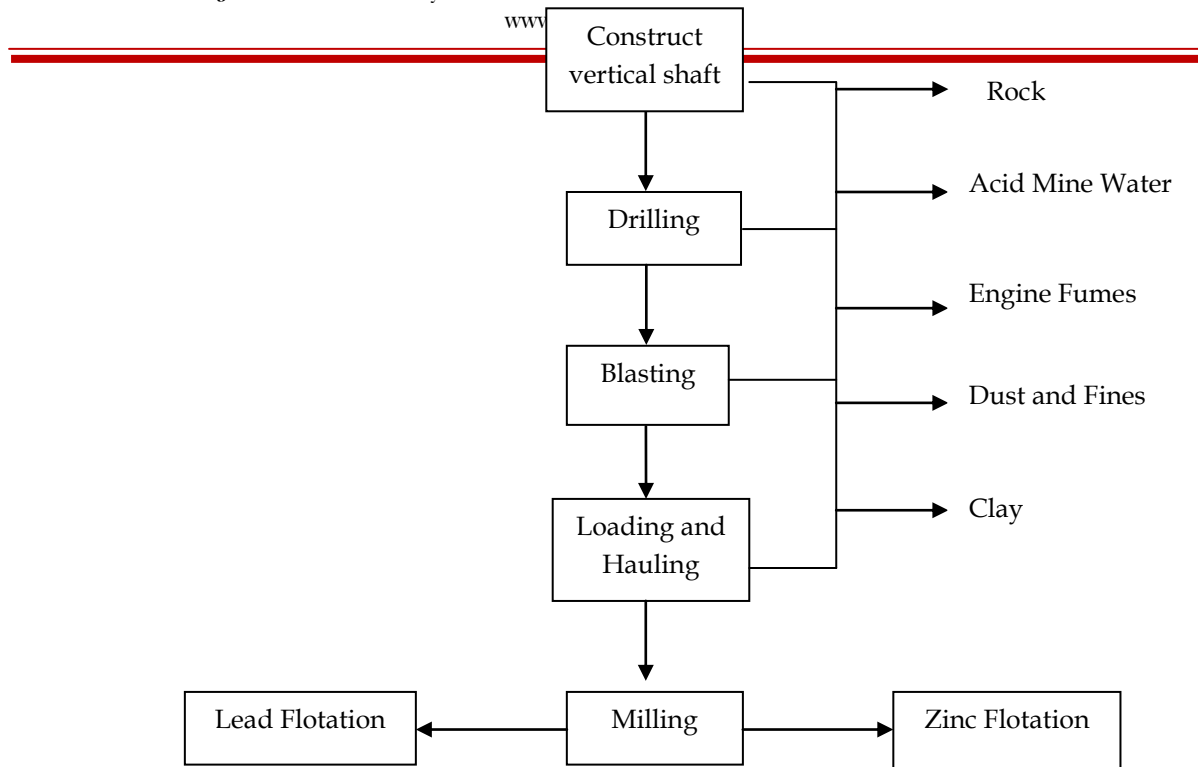 www
Construct
vertical shaft
Rock
Acid Mine Water
Drilling
Engine Fumes
Blasting
Dust and Fines
Loading and
Hauling
Clay
Lead Flotation
Milling
Zinc Flotation